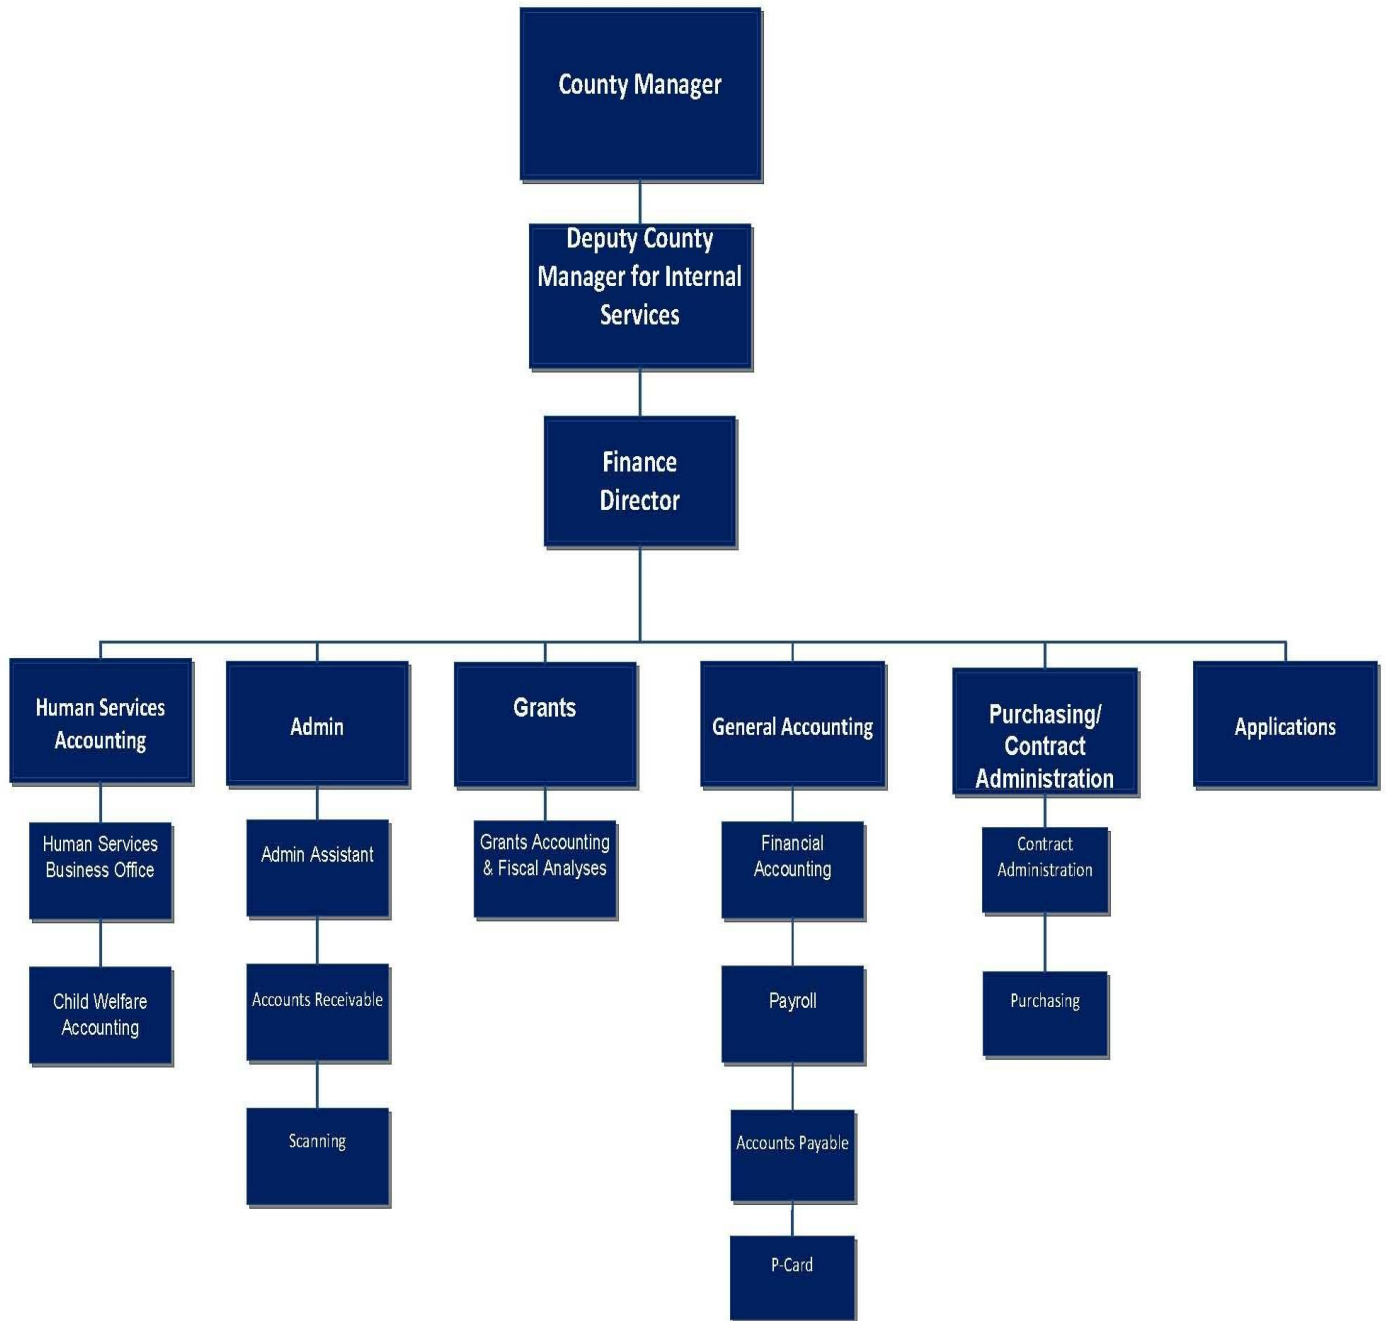 County Manager
Deputy County
Manager for Internal
Services
Finance
Director
Human Services
Accounting
Admin
Grants
General Accounting
Purchasing/
Contract
Administration
Applications
Human Services
Business Office
Admin Assistant
Grants Accounting
& Fiscal Analyses
Financial
Accounting
Contract
Administration
Child Welfare
Accounting
Accounts Receivable
Payroll
Purchasing
Scanning
Accounts Payable
P-Card